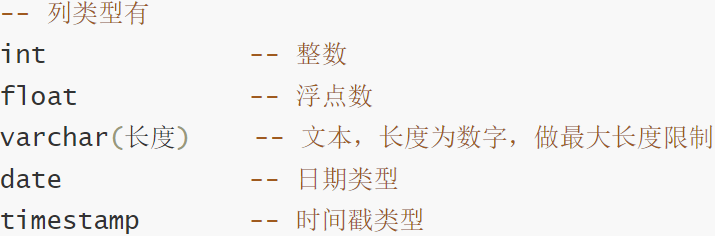 -- 列类型有
int -- 整数
float -- 浮点数
varchar(长度) -- 文本，长度为数字，做最大长度限制
date -- 日期类型
timestamp -- 时间戳类型